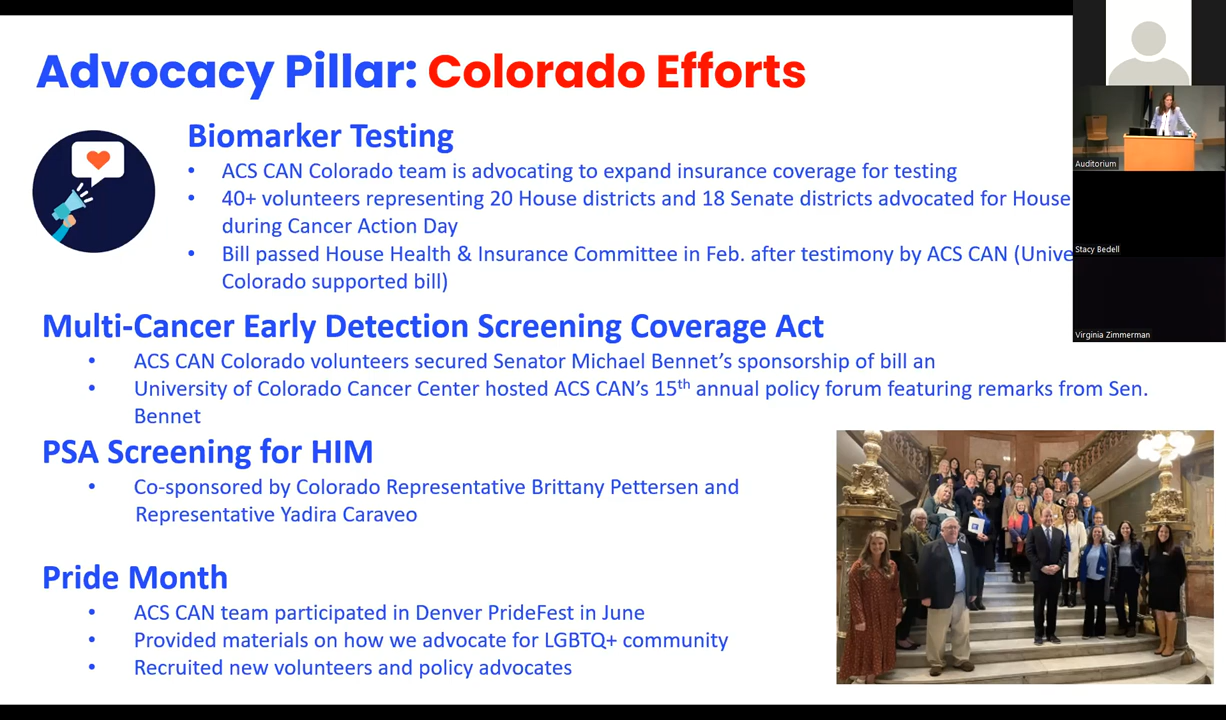 Advocacy Pillar: Colorado Efforts
Biomarker Testing
• ACS CAN Colorado team is advocating to expand insurance coverage for testing
• 40+ volunteers representing 20 House districts and 18 Senate districts advocated for House
during Cancer Action Day
• Bill passed House Health & Insurance Committee in Feb. after testimony by ACS CAN (Unive
Colorado supported bill)
Multi-Cancer Early Detection Screening Coverage Act
• ACS CAN Colorado volunteers secured Senator Michael Bennet's sponsorship of bill an
• University of Colorado Cancer Center hosted ACS CAN's 15th annual policy forum featuring remarks from Sen.
Bennet
PSA Screening for HIM
• Co-sponsored by Colorado Representative Brittany Pettersen and
Representative Yadira Caraveo
Pride Month
• ACS CAN team participated in Denver PrideFest in June
• Provided materials on how we advocate for LGBTQ+ community
• Recruited new volunteers and policy advocates
Auditorium
Stacy Bedell
Virginia Zimmerman